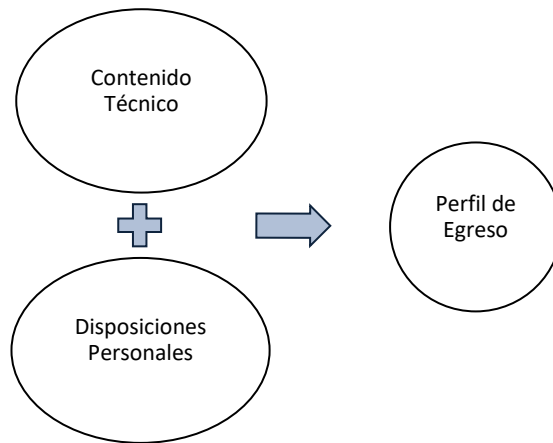 Contenido
Técnico
Perfil de
Egreso
Disposiciones
Personales